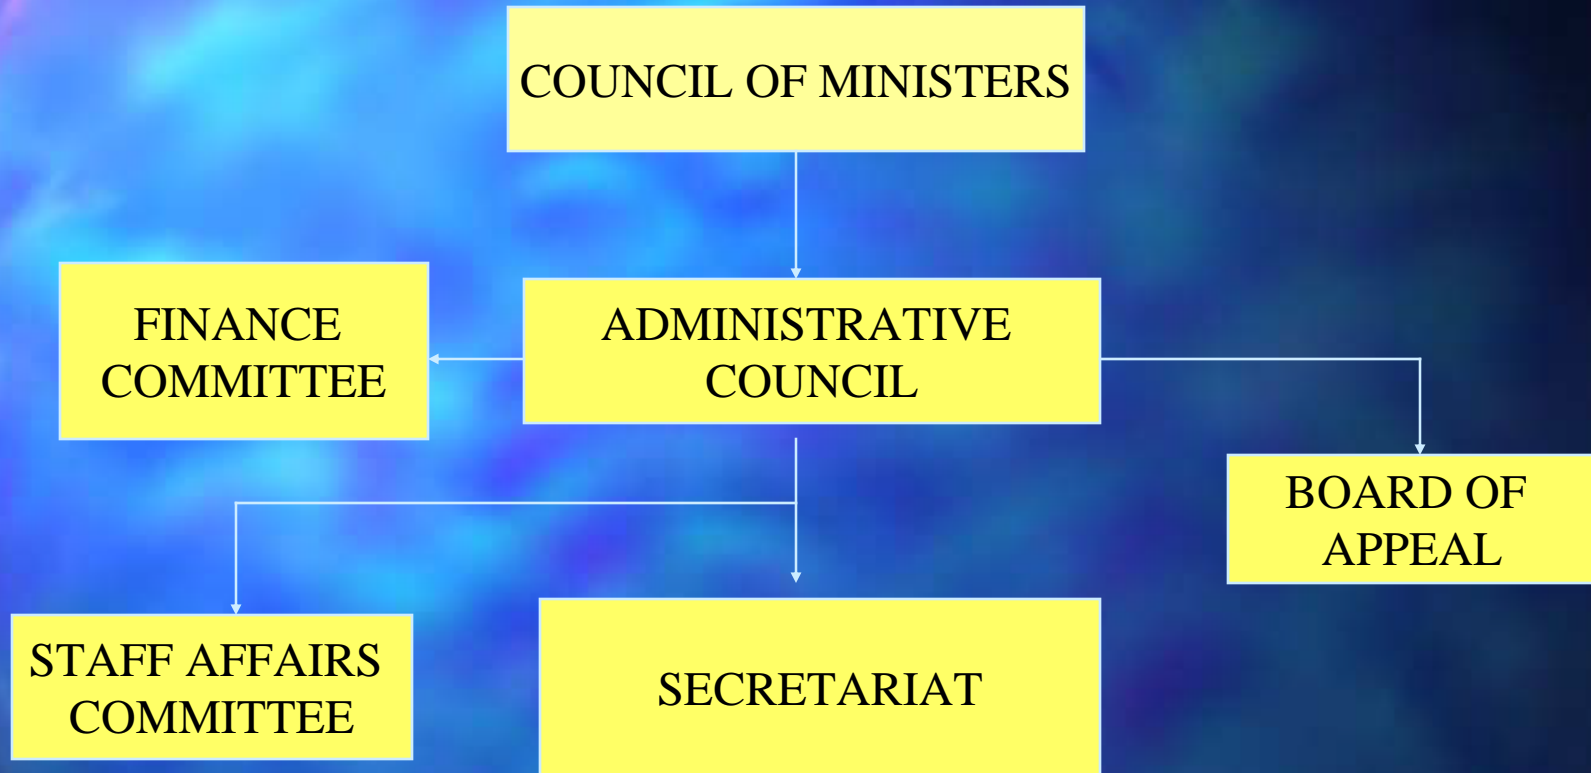 COUNCIL OF MINISTERS
FINANCE
COMMITTEE
ADMINISTRATIVE
COUNCIL
BOARD OF
APPEAL
STAFF AFFAIRS
COMMITTEE
SECRETARIAT